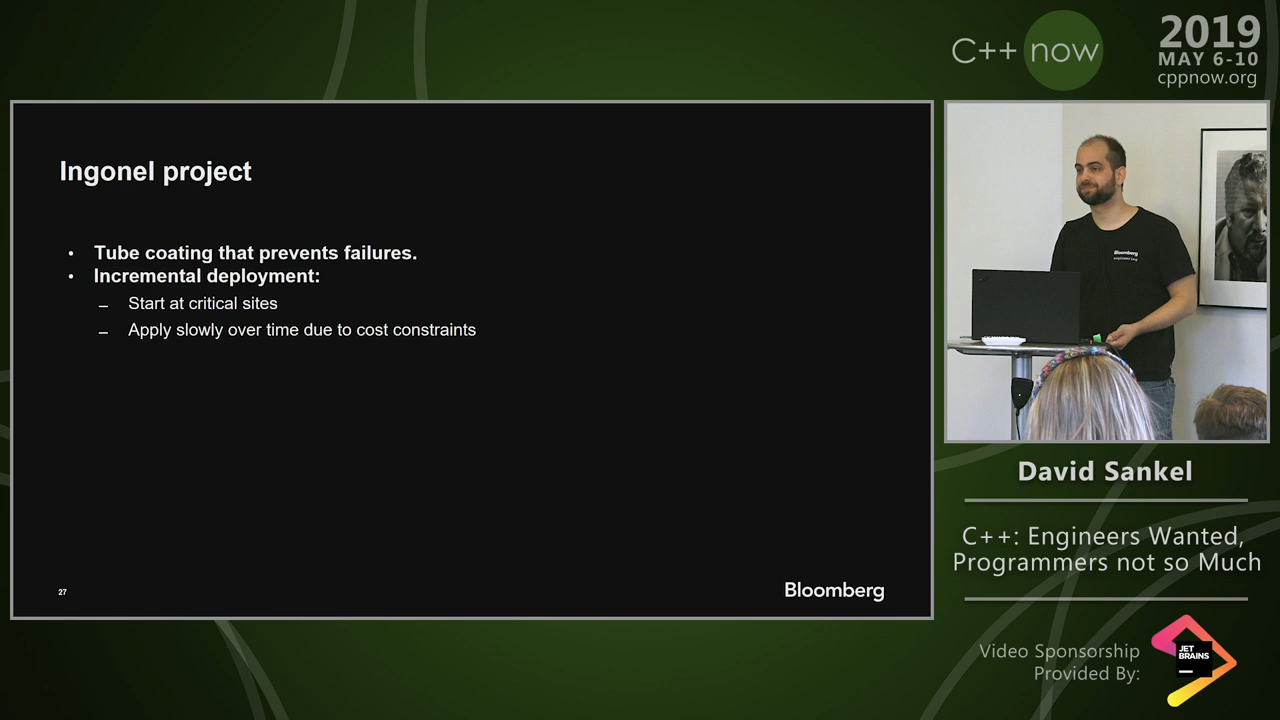 C++ now
2019
MAY 6-10
cppnow.org
Ingonel project
• Tube coating that prevents failures.
• Incremental deployment:
– Start at critical sites
– Apply slowly over time due to cost constraints
27
Bloomberg
Bloomberg
engineering
David Sankel
C++: Engineers Wanted,
Programmers not so Much
Video Sponsorship
Provided By:
JET
BRAINS